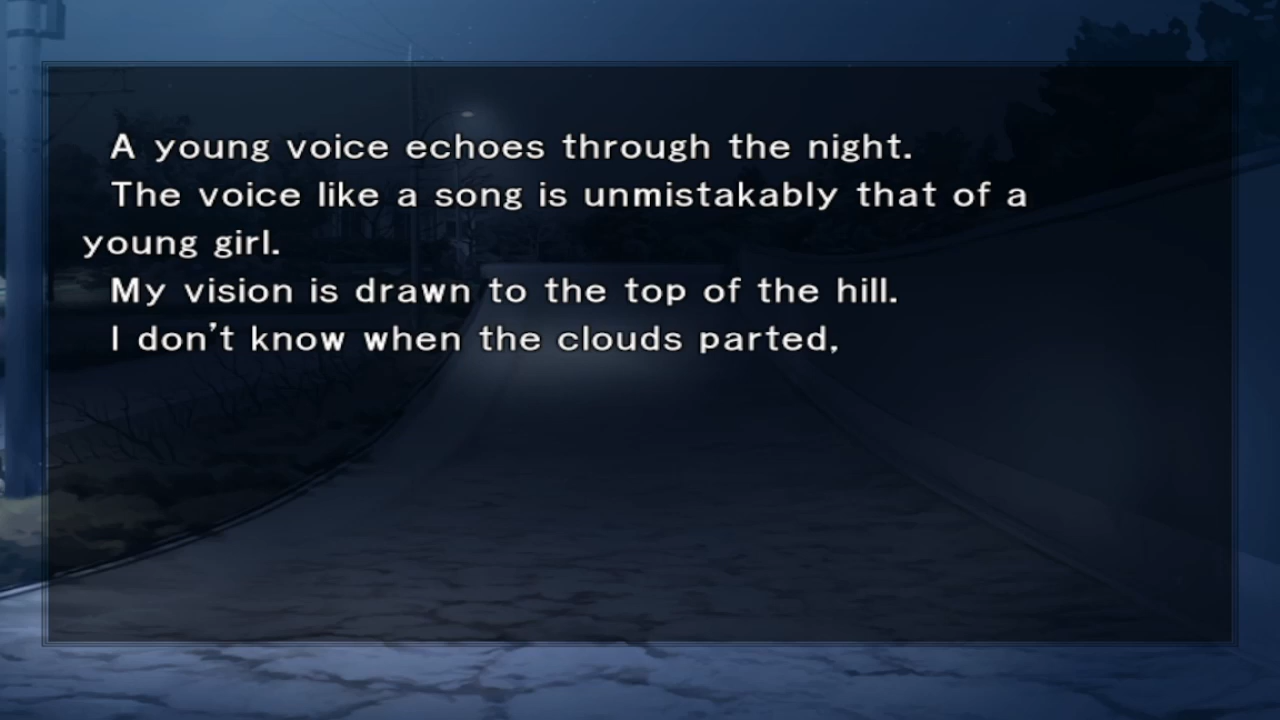 A young voice echoes through the night.
The voice like a song is unmistakably that of a
young girl.
My vision is drawn to the top of the hill.
I don't know when the clouds parted,